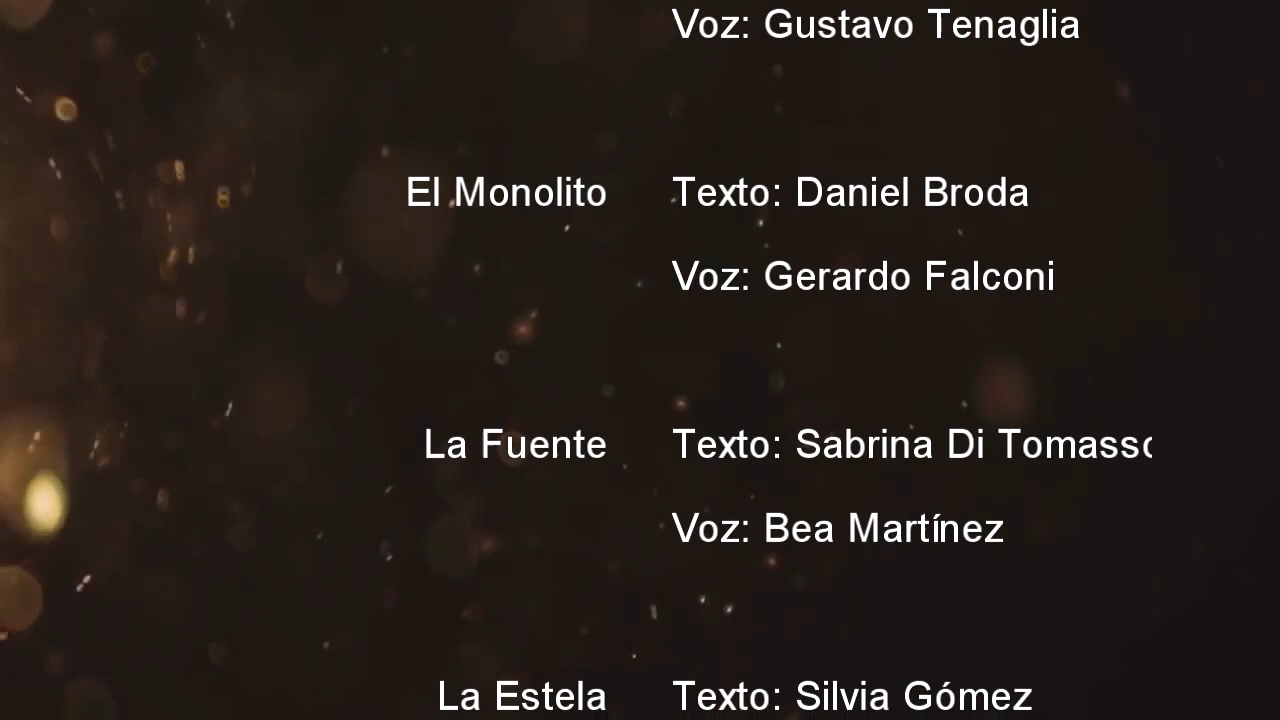 Voz: Gustavo Tenaglia
El Monolito Texto: Daniel Broda
Voz: Gerardo Falconi
La Fuente Texto: Sabrina Di Tomasso
Voz: Bea Martínez
La Estela Texto: Silvia Gómez